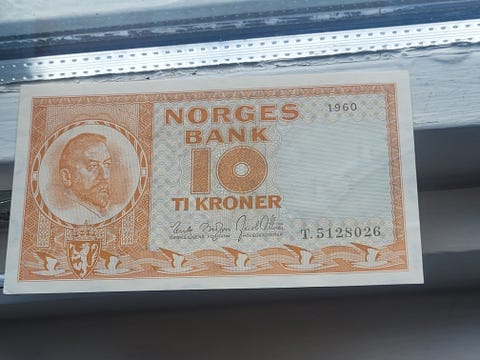 NORGES
1960
BANK
10
TI KRONER
T.5128026